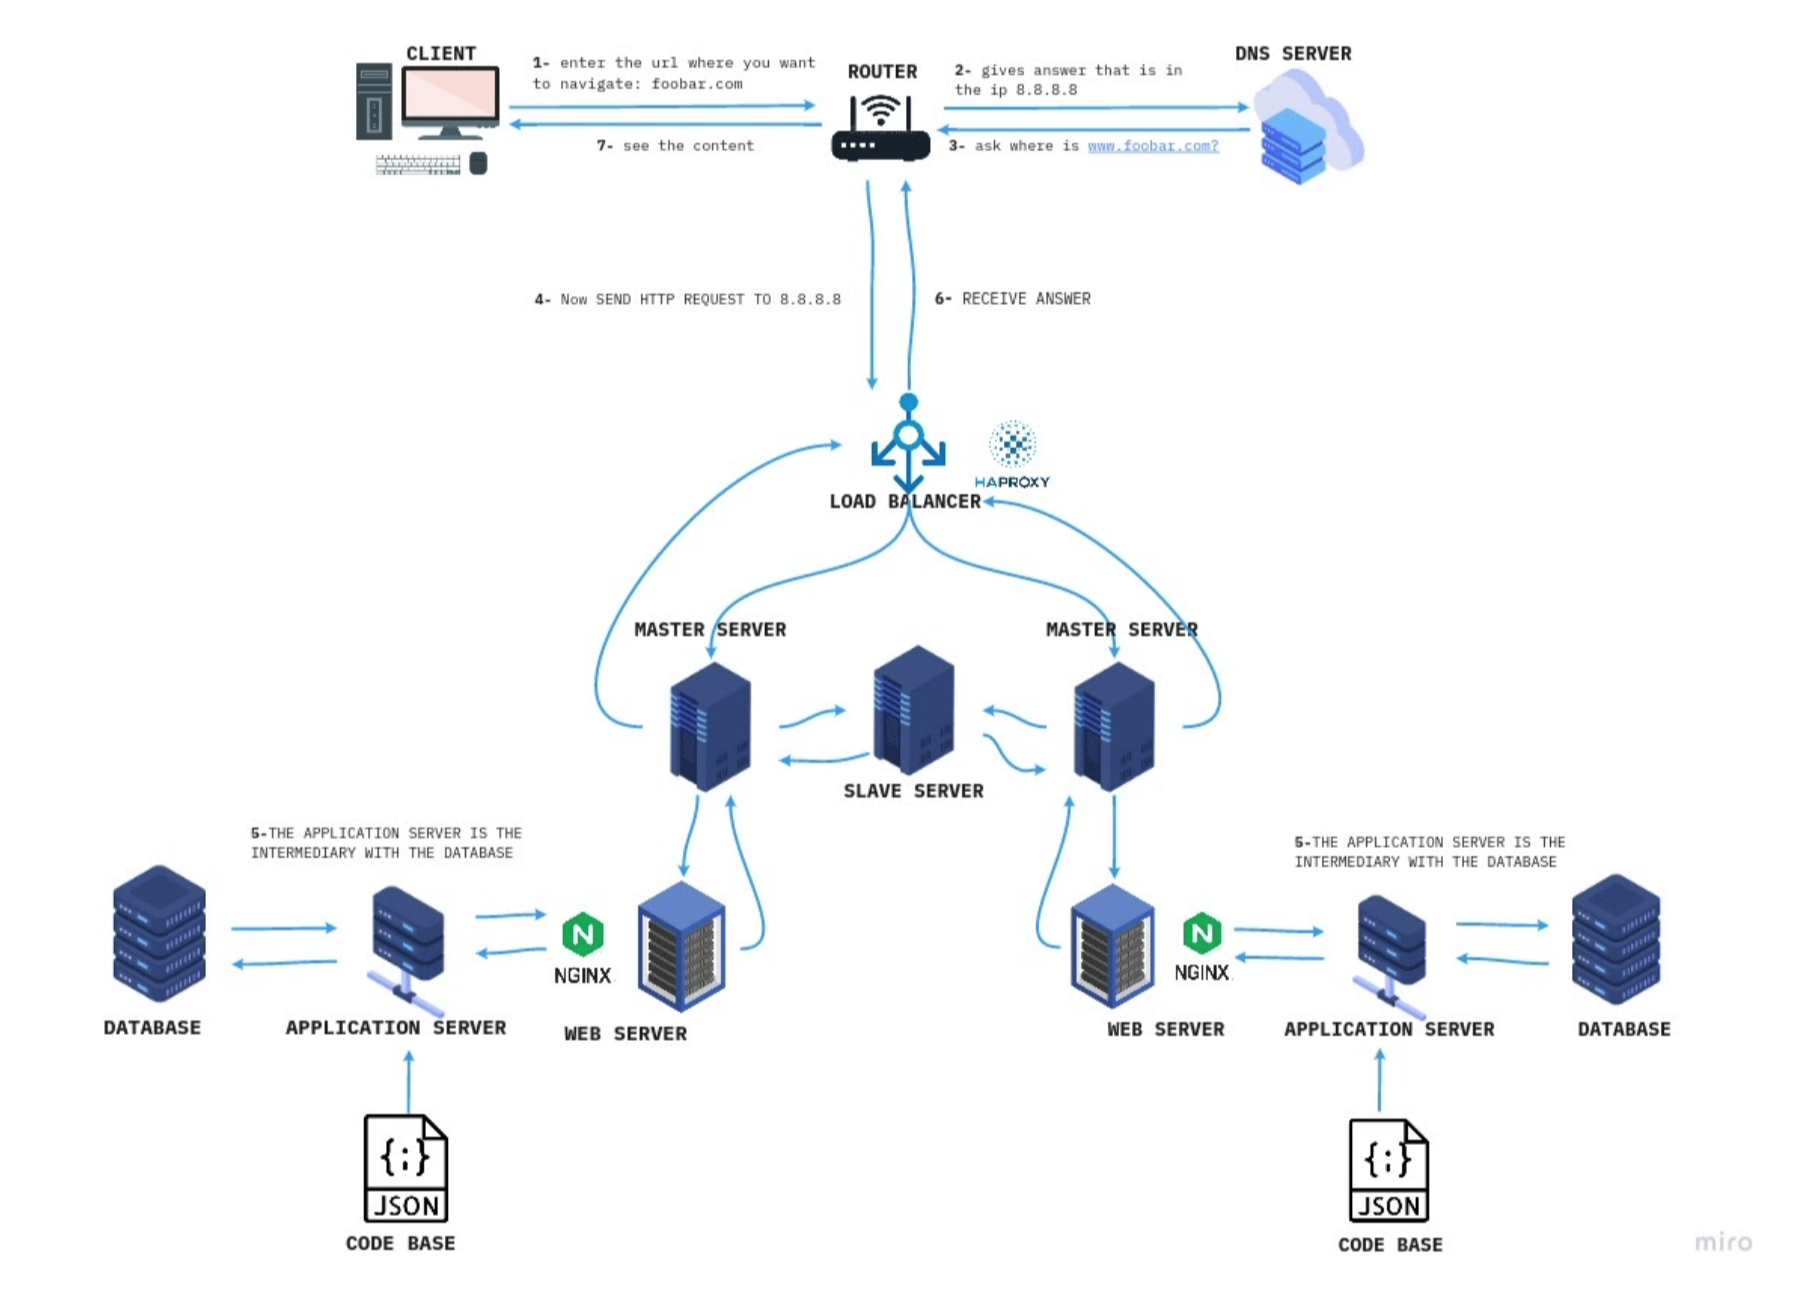 CLIENT
1- enter the url where you want
to navigate: foobar.com
7- see the content
ROUTER
2- gives answer that is in
the ip 8.8.8.8
3- ask where is www.foobar.com?
DNS SERVER
4- Now SEND HTTP REQUEST TO 8.8.8.8
6- RECEIVE ANSWER
HAPROXY
LOAD BALANCER
MASTER SERVER
MASTER SERVER
SLAVE SERVER
5-THE APPLICATION SERVER IS THE
INTERMEDIARY WITH THE DATABASE
5-THE APPLICATION SERVER IS THE
INTERMEDIARY WITH THE DATABASE
N
NGINX
N
NGINX.
DATABASE
APPLICATION SERVER
WEB SERVER
WEB SERVER
APPLICATION SERVER
DATABASE
{;}
JSON
CODE BASE
{;}
JSON
CODE BASE
miro